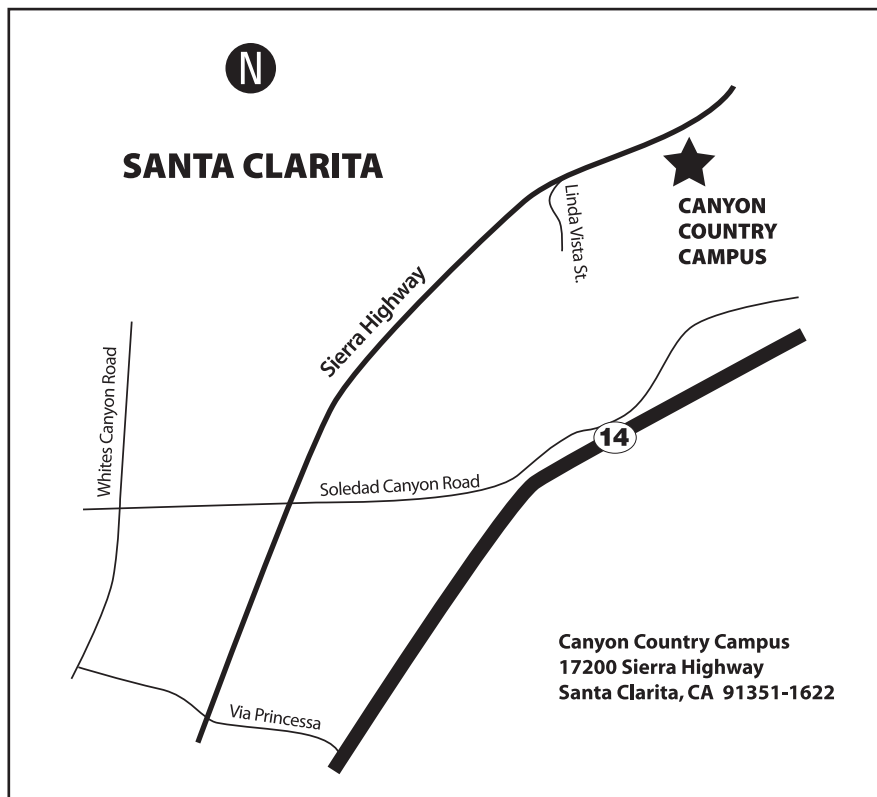 N
SANTA CLARITA
Linda Vista St.
CANYON
COUNTRY
CAMPUS
Sierra Highway
Whites Canyon Road
14
Soledad Canyon Road
Canyon Country Campus
17200 Sierra Highway
Santa Clarita, CA  91351-1622
Via Princessa